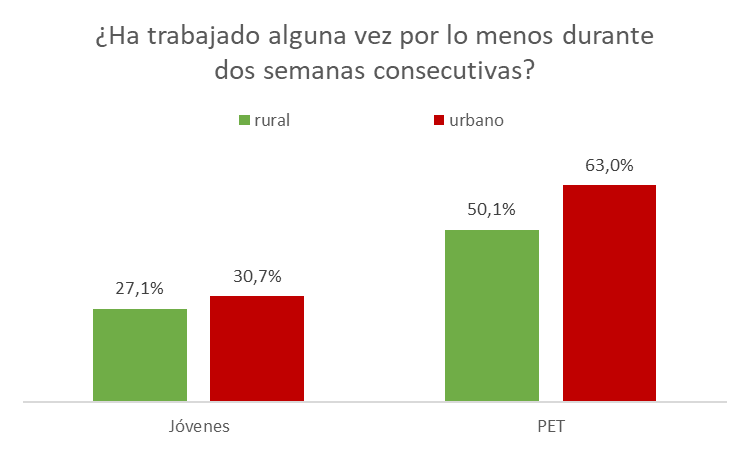 ¿Ha trabajado alguna vez por lo menos durante
dos semanas consecutivas?
rural urbano
63,0%
50,1%
30,7%
27,1%
Jóvenes PET